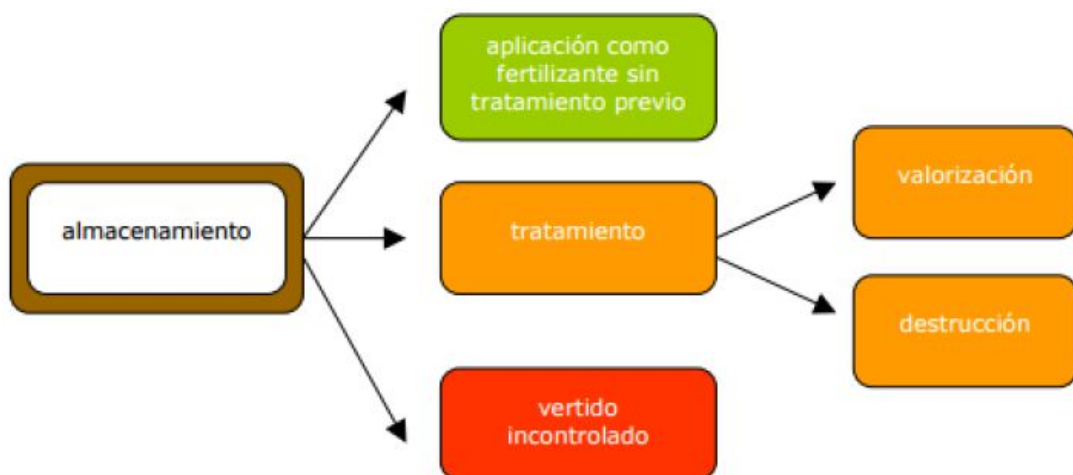 aplicación como
fertilizante sin
tratamiento previo
almacenamiento
tratamiento
valorización
destrucción
vertido
incontrolado